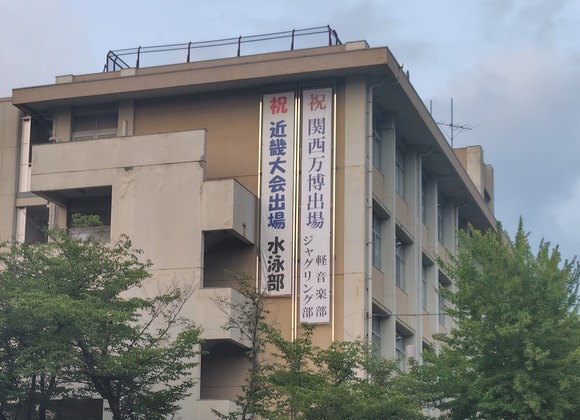 祝 関西万博出場
軽音楽部
ジャグリング部
祝 近畿大会出場 水泳部